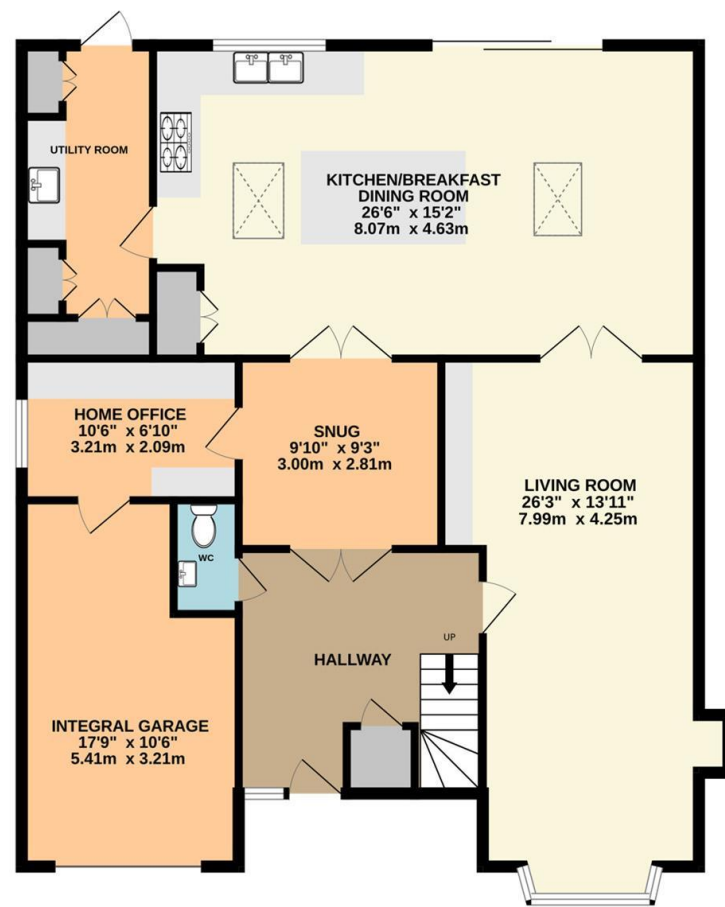 UTILITY ROOM
KITCHEN/BREAKFAST
DINING ROOM
26'6" x 15'2"
8.07m x 4.63m
HOME OFFICE
10'6" x 6'10"
3.21m x 2.09m
SNUG
9'10" x 9'3"
3.00m x 2.81m
LIVING ROOM
26'3" x 13'11"
7.99m x 4.25m
WC
UP
HALLWAY
INTEGRAL GARAGE
17'9" x 10'6"
5.41m x 3.21m